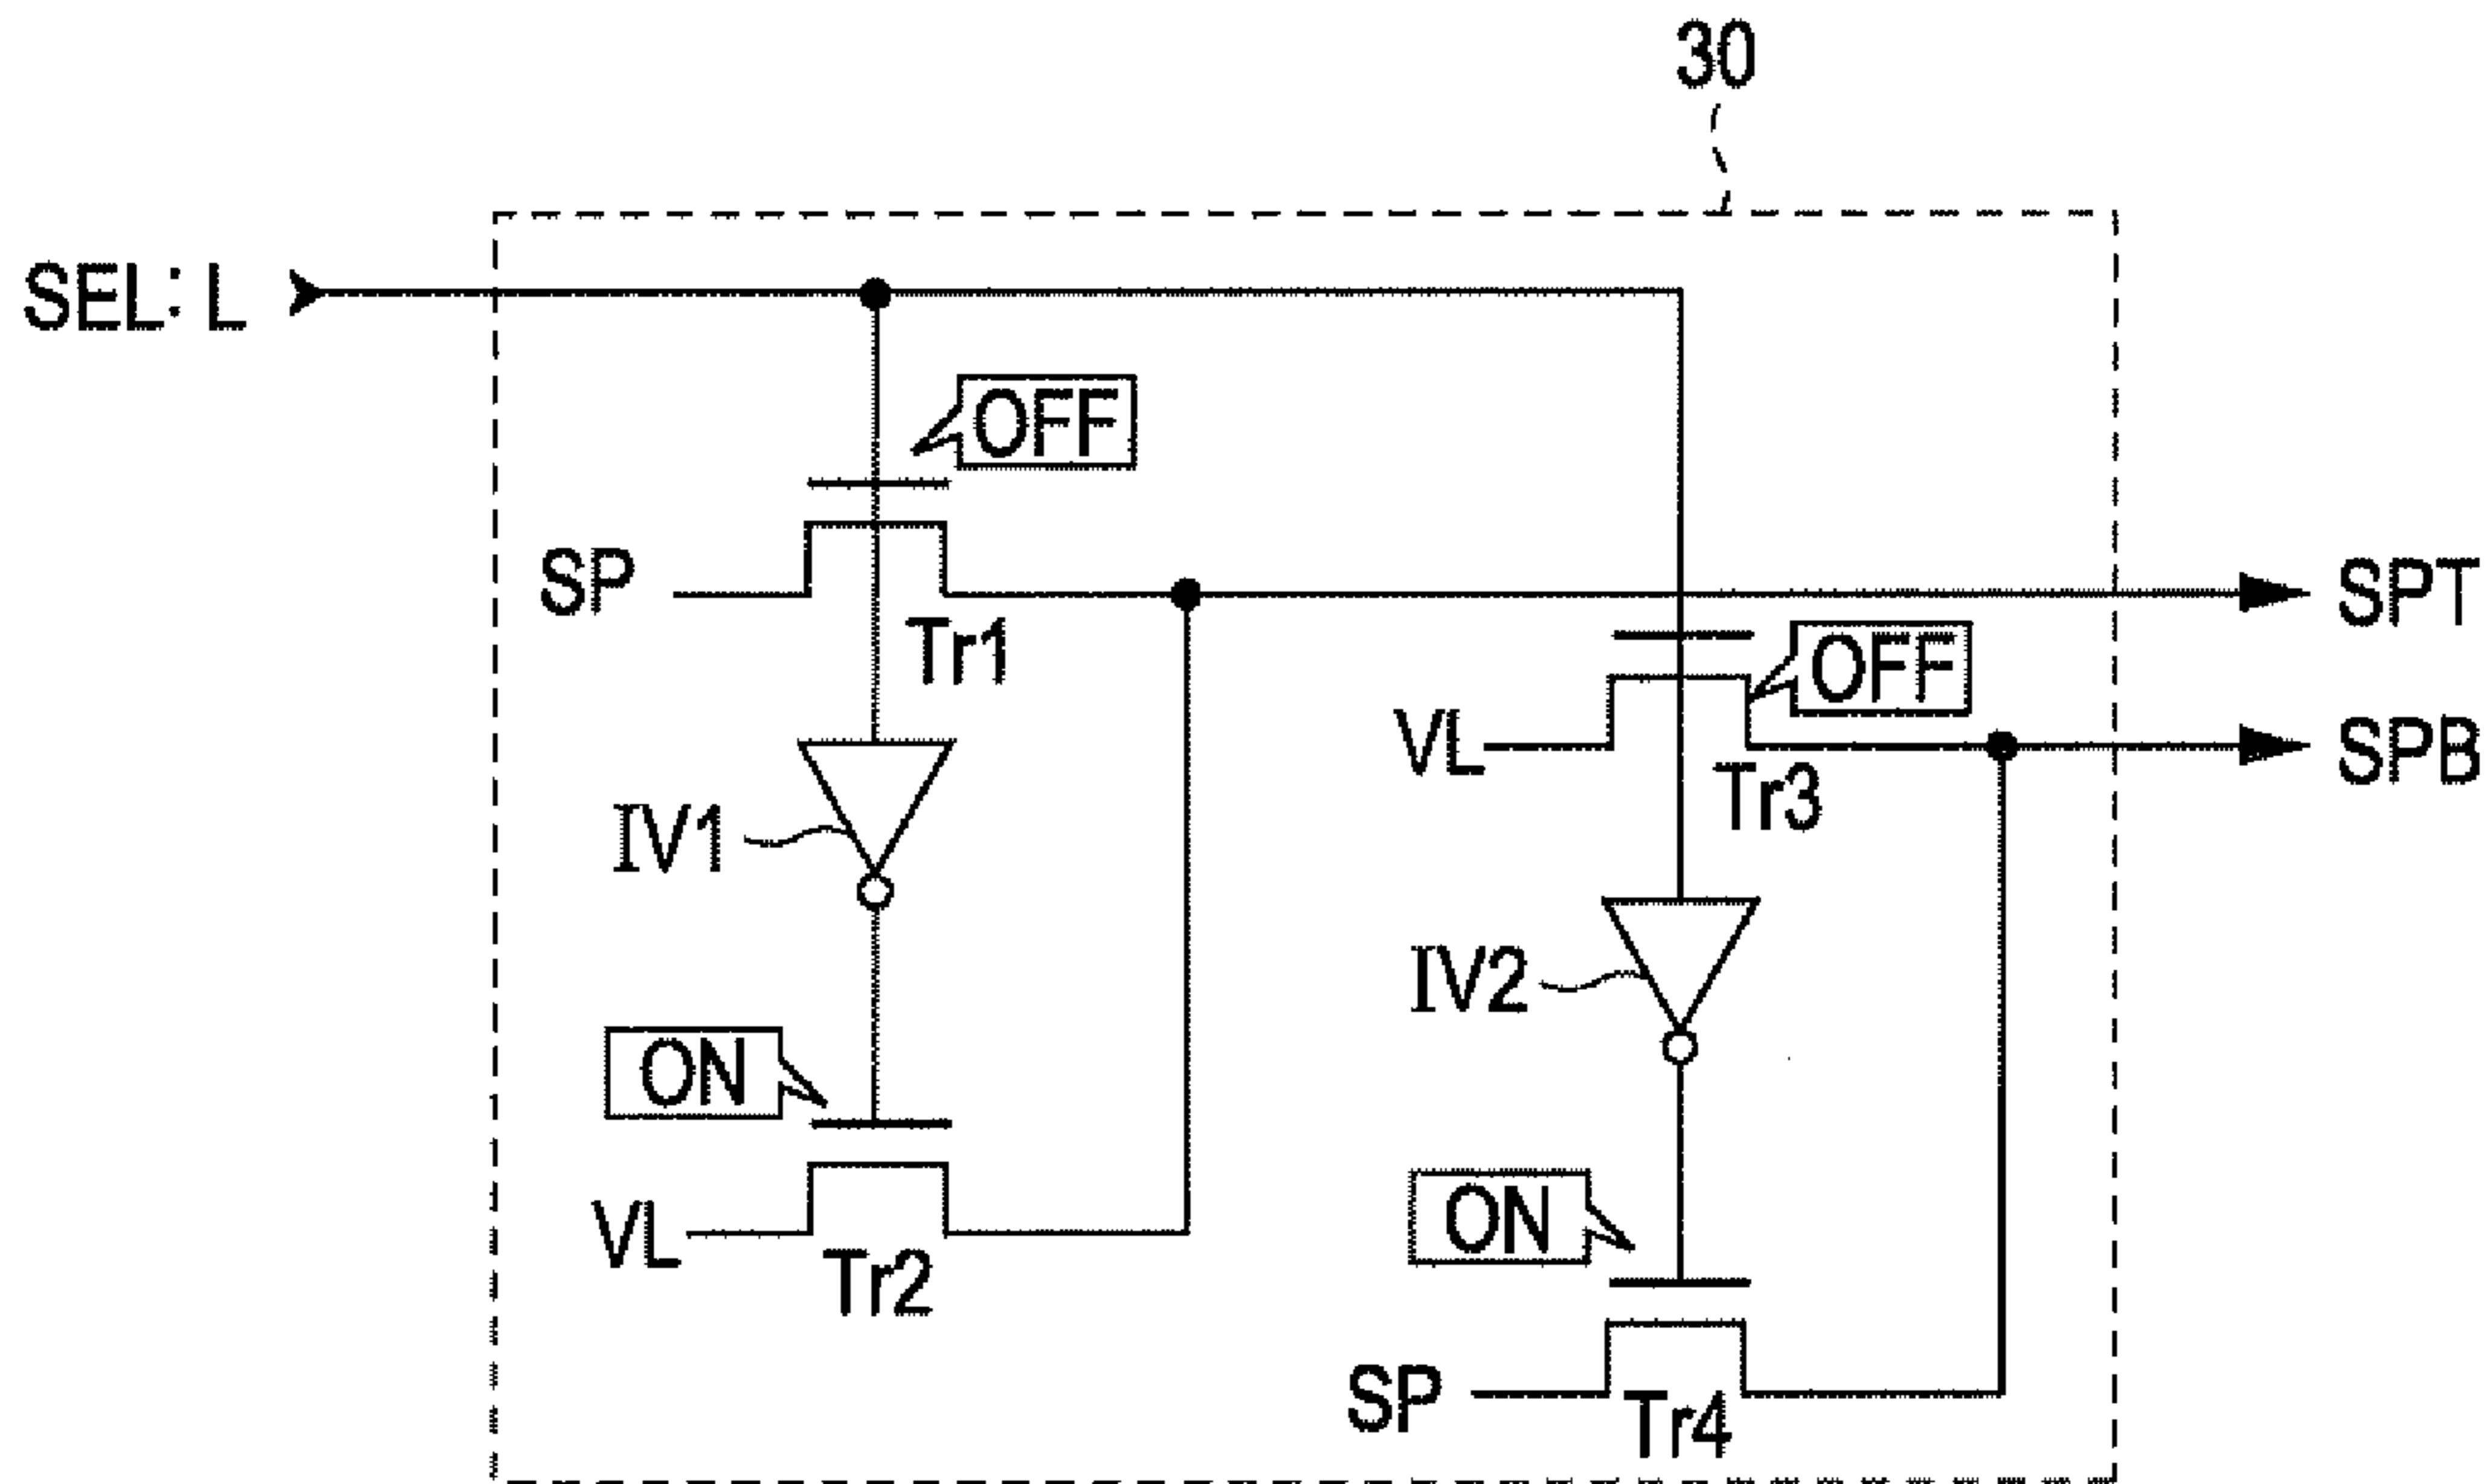 30
SEL: L
OFF
SP
SPT
Tr1
OFF
VL
SPB
Tr3
IV1
IV2
ON
ON
VL
Tr2
SP
Tr4